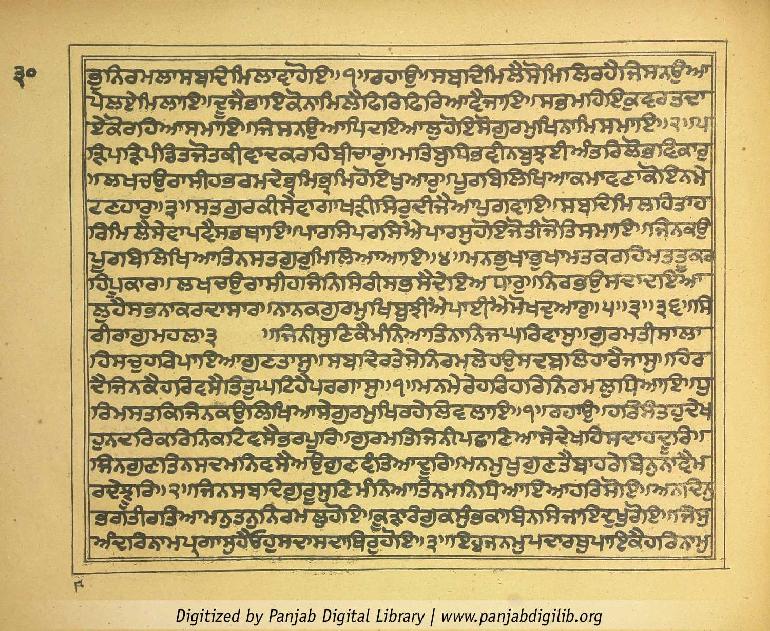 ਭੂਨਿਰਮਲਾਸਬਦਿਮਿਲਾਵਾਹੋਇ॥੧॥ਰਹਾਉ॥ਸਬਦਿਮਿਲੈਸੋਮਿਲਿਰਹੈਜਿਸਨਉਆ
ਪੇਲਏਮਿਲਾਇ॥ਦੂਜੈਭਾਇਕੋਨਾਮਿਲੈਫਿਰਿਫਿਰਿਆਵੈਜਾਇ॥ਸਭਮਹਿਇਕੁਵਰਤਦਾ
ਏਕੋਰਹਿਆਸਮਾਇ॥ਜਿਸਨਉਆਪਿਦਇਆਲੁਹੋਇਸੋਗੁਰਮੁਖਿਨਾਮਿਸਮਾਇ॥੨॥ਪ
ੜਿਪੜਿਪੰਡਿਤਜੋਤਕੀਵਾਦਕਰਹਿਬੀਚਾਰੁ॥ਮਤਿਬੁਧਿਭਵੀਨਬੁਝਈਅੰਤਰਿਲੋਭਵਿਕਾਰੁ
॥ਲਖਚਉਰਾਸੀਹਭਰਮਦੇਭ੍ਰਮਿਭ੍ਰਮਿਹੋਇਖੁਆਰੁ॥ਪੂਰਬਿਲਿਖਿਆਕਮਾਵਣਾਕੋਇਨਮੇ
ਟਣਹਾਰੁ॥੩॥ਸਤਗੁਰਕੀਸੇਵਾਗਾਖੜੀਸਿਰੁਦੀਜੈਆਪੁਗਵਾਇ॥ਸਬਦਿਮਿਲਹਿਤਾਹ
ਰਿਮਿਲੈਸੇਵਾਪਵੈਸਭਥਾਇ॥ਪਾਰਸਿਪਰਸਿਐਪਾਰਸੁਹੋਇਜੋਤੀਜੋਤਿਸਮਾਇ॥ਜਿਨਕਉ
ਪੂਰਬਿਲਿਖਿਆਤਿਨਸਤਗੁਰੁਮਿਲਿਆਆਇ॥੪॥ਮਨਭੁਖਾਭੁਖਾਮਤਕਰਹਿਮਤਤੂਕਰ
ਹਿਪੂਕਾਰ॥ਲਖਚਉਰਾਸੀਹਜਿਨਿਸਿਰੀਸਭਸੈਦੇਇਅਧਾਰੁ॥ਨਿਰਭਉਸਦਾਦਇਆ
ਲੁਹੈਸਭਨਾਕਰਦਾਸਾਰ॥ਨਾਨਕਗੁਰਮੁਖਿਬੁਝੀਐਪਾਈਐਮੋਖਦੁਆਰੁ॥੫॥੩॥੩੬॥ਸਿ
ਰੀਰਾਗੁਮਹਲਾ੩ ॥ਜਿਨੀਸੁਣਿਕੈਮੰਨਿਆਤਿਨਾਨਿਜਘਰਿਵਾਸੁ॥ਗੁਰਮਤੀਸਾਲਾ
ਹਿਸਚੁਹਰਿਪਾਇਆਗੁਣਤਾਸੁ॥ਸਬਦਿਰਤੇਸੇਨਿਰਮਲੇਹਉਸਦਬਲਿਹਾਰੈਜਾਸੁ॥ਹਿਰ
ਦੈਜਿਨਕੈਹਰਿਵਸੈਤਿਤੁਘਟਿਹੈਪਰਗਾਸੁ॥੧॥ਮਨਮੇਰੇਹਰਿਹਰਿਨਿਰਮਲੁਧਿਆਇ॥ਧੁ
ਰਿਮਸਤਕਿਜਿਨਕਉਲਿਖਿਆਸੇਗੁਰਮੁਖਿਰਹੇਲਿਵਲਾਇ॥੧॥ਰਹਾਉ॥ਹਰਿਸੰਤਹੁਦੇਖ
ਹੁਨਦਰਿਕਰਿਨਿਕਟਿਵਸੈਭਰਪੂਰਿ॥ਗੁਰਮਤਿਜਿਨੀਪਛਾਣਿਆਸੇਦੇਖਹਿਸਦਾਹਦੂਰਿ॥
ਜਿਨਗੁਣਤਿਨਸਦਮਨਿਵਸੈਅਉਗੁਣਵੰਤਿਆਦੂਰਿ॥ਮਨਮੁਖਗੁਣਤੈਬਾਹਰੇਬਿਨੁਨਾਵੈਮ
ਰਦੇਝੂਰਿ॥੨॥ਜਿਨਸਬਦਿਗੁਰੂਸੁਣਿਮੰਨਿਆਤਿਨਮਨਿਧਿਆਇਆਹਰਿਸੋਇ॥ਅਨਦਿਨੁ
ਭਗਤੀਰਤਿਆਮਨੁਤਨੁਨਿਰਮਲੁਹੋਇ॥ਕੂੜਾਰੰਗੁਕਸੁੰਭਕਾਬਿਨਸਿਜਾਇਦੁਖੁਰੋਇ॥ਜਿਸੁ
ਅੰਦਰਿਨਾਮਪ੍ਰਗਾਸੁਹੈਓਹੁਸਦਾਸਦਾਥਿਰੁਹੋਇ॥੩॥ਇਹੁਜਨਮੁਪਦਾਰਥੁਪਾਇਕੈਹਰਿਨਾਮੁ
੩੦
Digitized by Panjab Digital Library | www.panjabdigilib.org